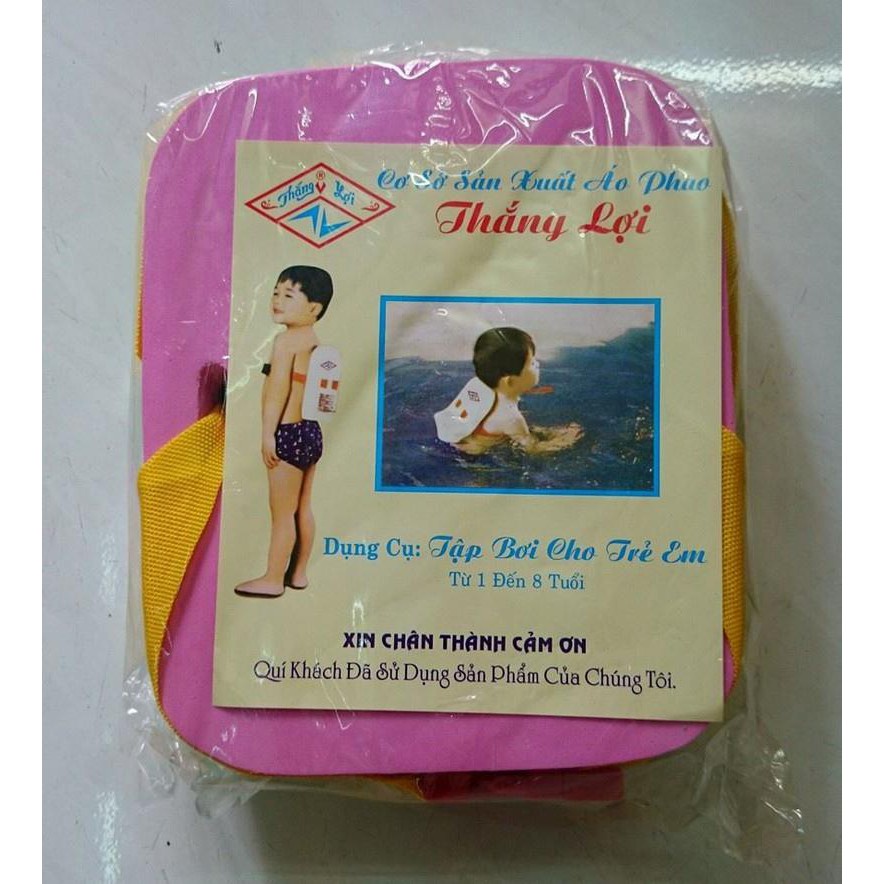 Thắng Lợi
®
Cơ Sở Sản Xuất Áo Phao
Thắng Lợi
Dụng Cụ: Tập Bơi Cho Trẻ Em
Từ 1 Đến 8 Tuổi
XIN CHÂN THÀNH CẢM ƠN
Quí Khách Đã Sử Dụng Sản Phẩm Của Chúng Tôi.